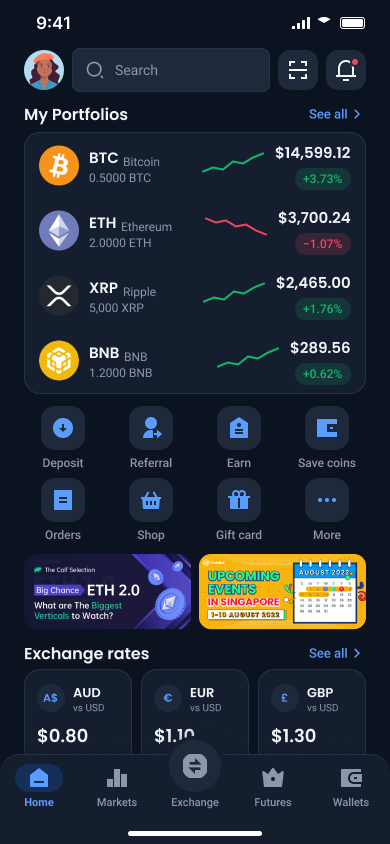 9:41
Search
My Portfolios
See all
BTC Bitcoin
$14,599.12
0.5000 BTC
+3.73%
ETH Ethereum
$3,700.24
2.0000 ETH
−1.07%
XRP Ripple
$2,465.00
5,000 XRP
+1.76%
BNB BNB
$289.56
1.2000 BNB
+0.62%
Deposit
Referral
Earn
Save coins
Orders
Shop
Gift card
More
The Calf Selection
Big Chance ETH 2.0
What are The Biggest
Verticals to Watch?
UPCOMING
EVENTS
IN SINGAPORE
1-10 AUGUST 2022
AUGUST 2022
Exchange rates
See all
A$
AUD
vs USD
$0.80
€
EUR
vs USD
$1.10
£
GBP
vs USD
$1.30
Home
Markets
Exchange
Futures
Wallets